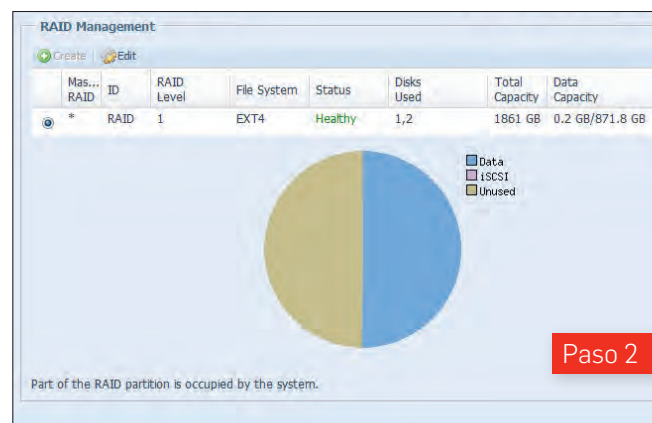 RAID Management
Create Edit
Mas... RAID ID RAID Level File System Status Disks Used Total Capacity Data Capacity
* RAID 1 EXT4 Healthy 1,2 1861 GB 0.2 GB/871.8 GB
Data
iSCSI
Unused
Paso 2
Part of the RAID partition is occupied by the system.